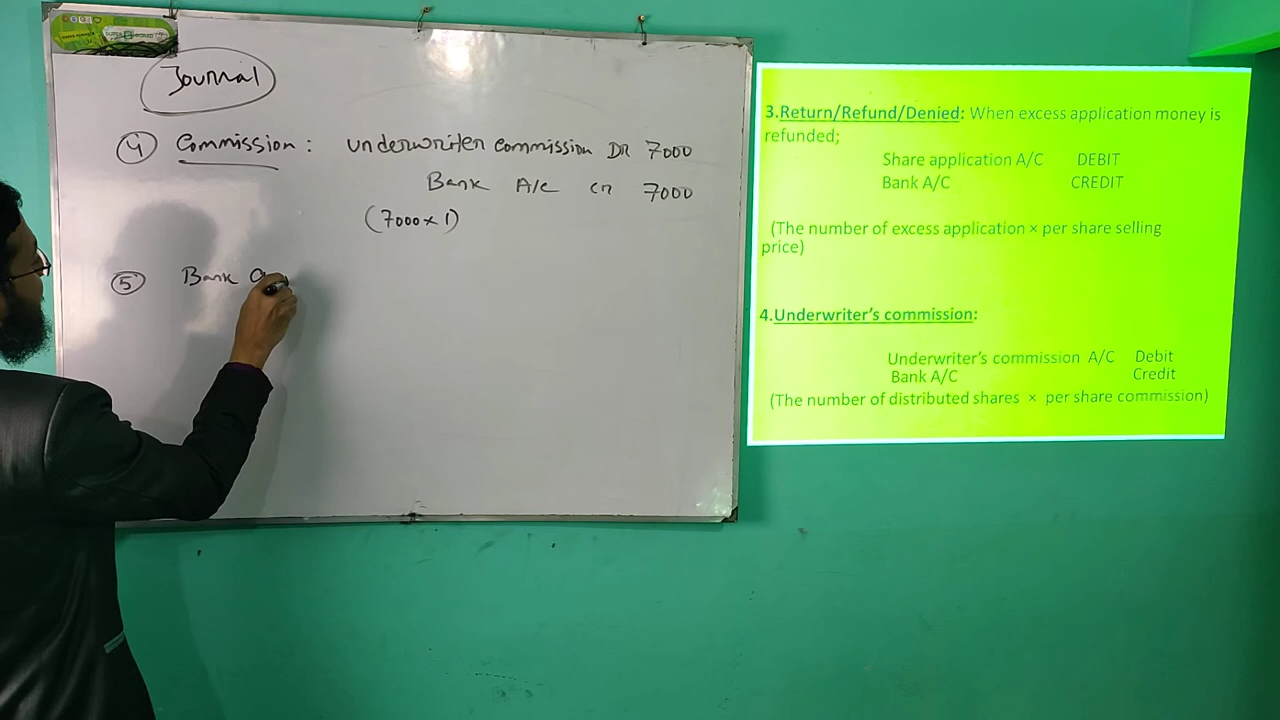 Journal
④ Commission : underwriter commission Dr 7000
Bank A/c cr 7000
(7000×1)
⑤ Bank
3.Return/Refund/Denied: When excess application money is
refunded;
Share application A/C DEBIT
Bank A/C CREDIT
(The number of excess application × per share selling
price)
4.Underwriter’s commission:
Underwriter’s commission A/C Debit
Bank A/C Credit
(The number of distributed shares × per share commission)